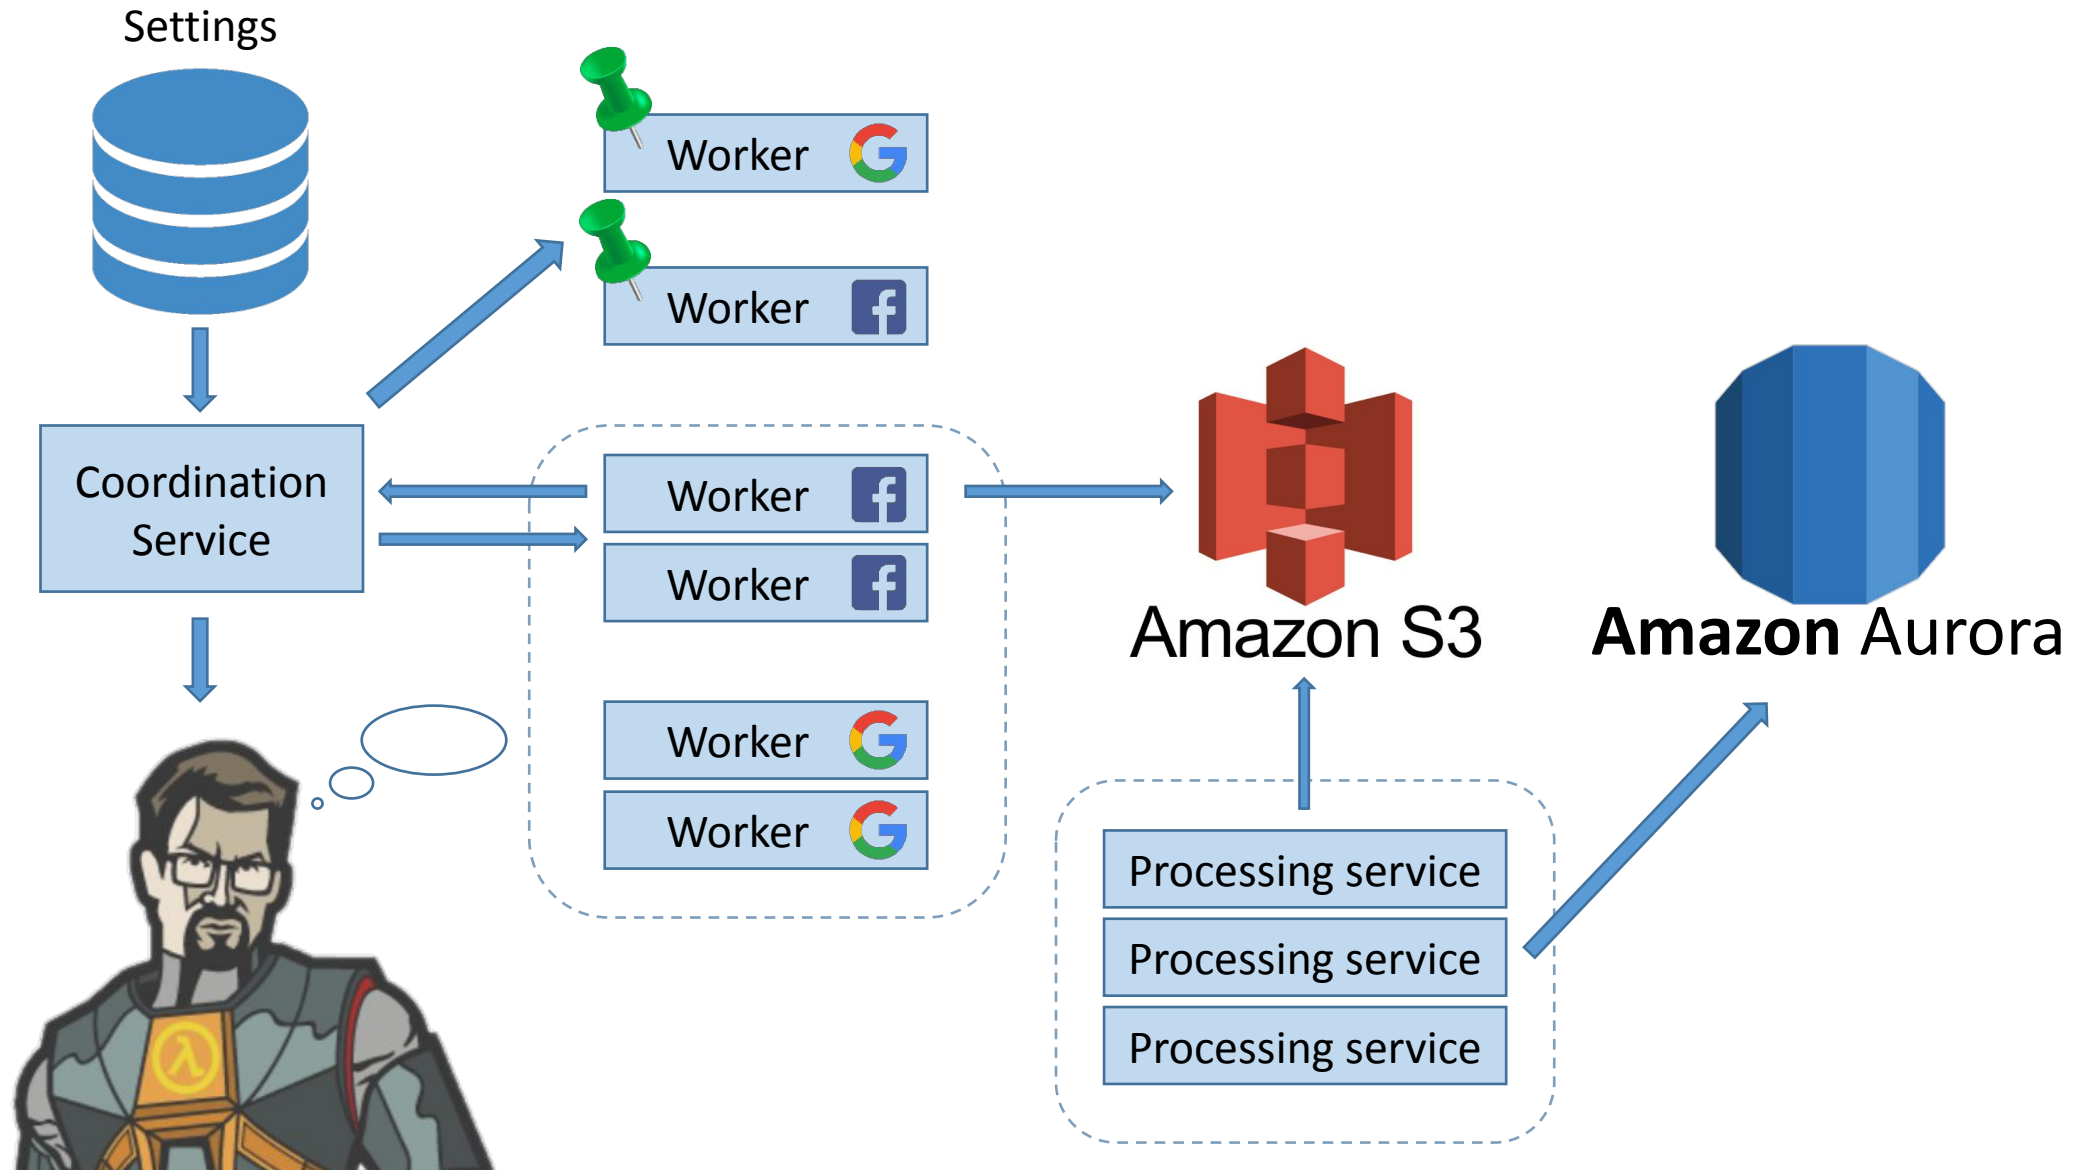 Settings
Worker
Worker
Coordination
Service
Worker
Worker
Worker
Worker
Amazon S3
Amazon Aurora
Processing service
Processing service
Processing service
λ